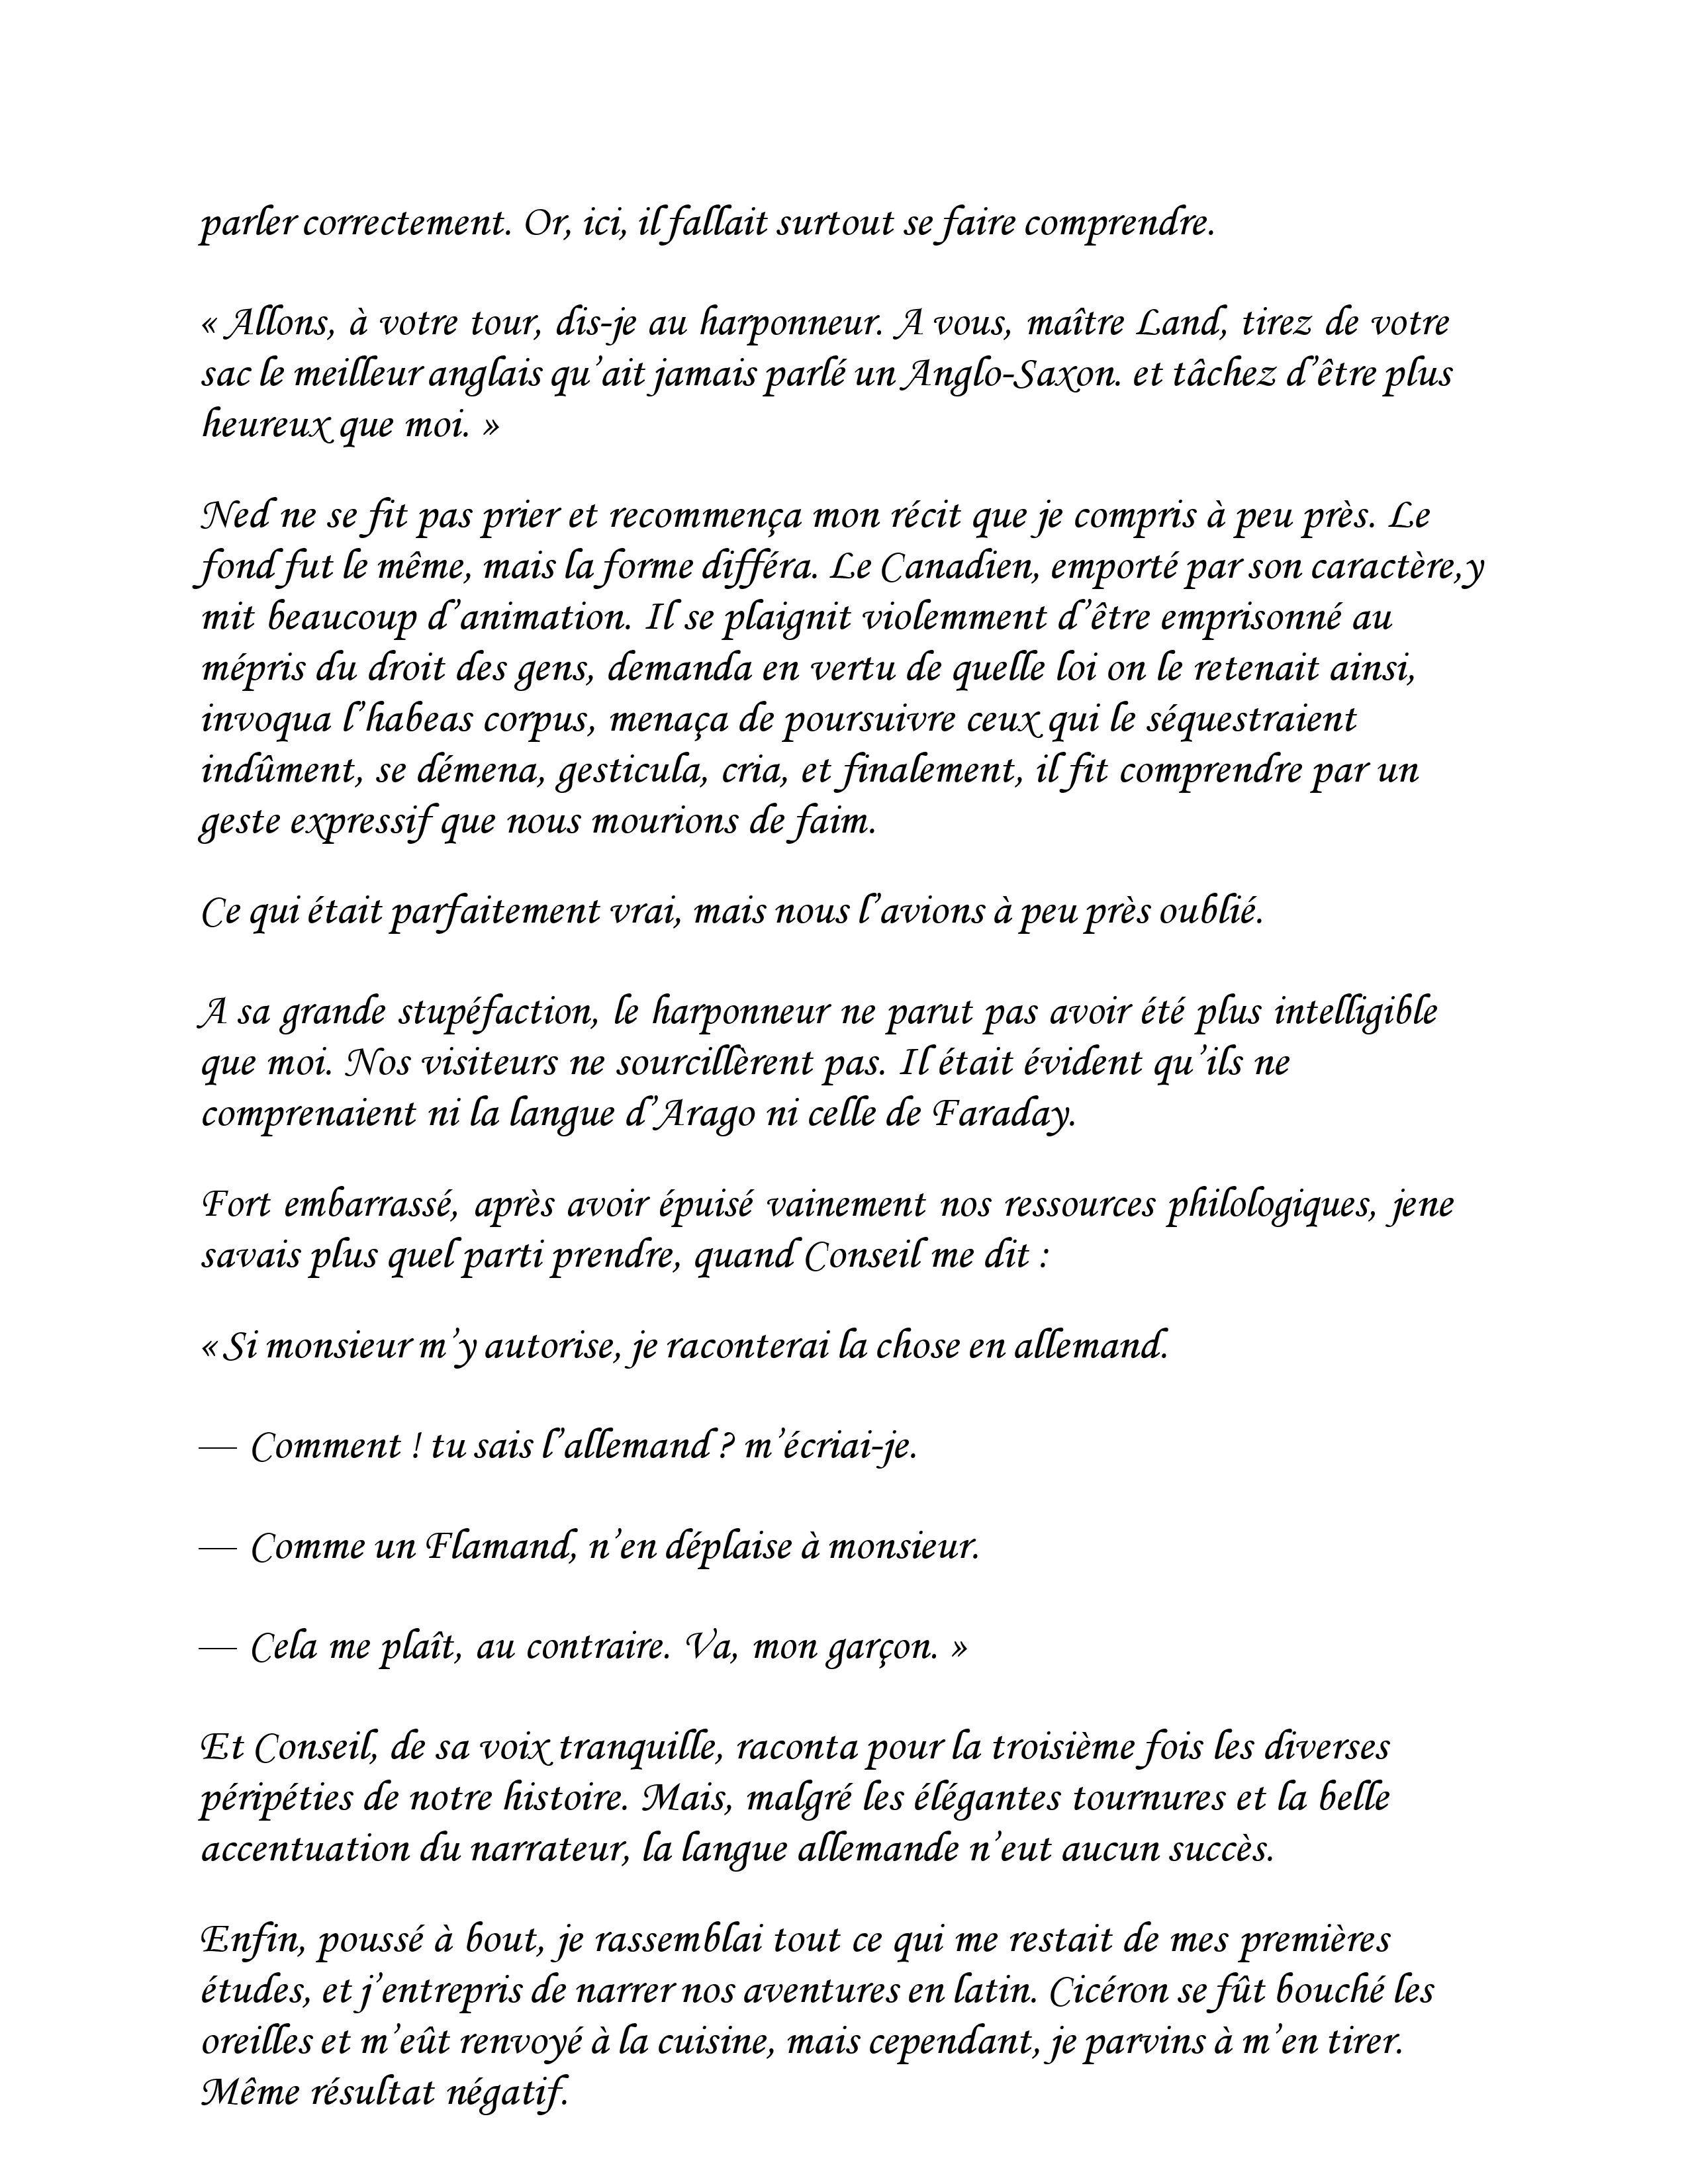 parler correctement. Or, ici, il fallait surtout se faire comprendre.
« Allons, à votre tour, dis-je au harponneur. A vous, maître Land, tirez de votre
sac le meilleur anglais qu’ait jamais parlé un Anglo-Saxon. et tâchez d’être plus
heureux que moi. »
Ned ne se fit pas prier et recommença mon récit que je compris à peu près. Le
fond fut le même, mais la forme différa. Le Canadien, emporté par son caractère,y
mit beaucoup d’animation. Il se plaignit violemment d’être emprisonné au
mépris du droit des gens, demanda en vertu de quelle loi on le retenait ainsi,
invoqua l’habeas corpus, menaça de poursuivre ceux qui le séquestraient
indûment, se démena, gesticula, cria, et finalement, il fit comprendre par un
geste expressif que nous mourions de faim.
Ce qui était parfaitement vrai, mais nous l’avions à peu près oublié.
A sa grande stupéfaction, le harponneur ne parut pas avoir été plus intelligible
que moi. Nos visiteurs ne sourcillèrent pas. Il était évident qu’ils ne
comprenaient ni la langue d’Arago ni celle de Faraday.
Fort embarrassé, après avoir épuisé vainement nos ressources philologiques, jene
savais plus quel parti prendre, quand Conseil me dit :
« Si monsieur m’y autorise, je raconterai la chose en allemand.
— Comment ! tu sais l’allemand ? m’écriai-je.
— Comme un Flamand, n’en déplaise à monsieur.
— Cela me plaît, au contraire. Va, mon garçon. »
Et Conseil, de sa voix tranquille, raconta pour la troisième fois les diverses
péripéties de notre histoire. Mais, malgré les élégantes tournures et la belle
accentuation du narrateur, la langue allemande n’eut aucun succès.
Enfin, poussé à bout, je rassemblai tout ce qui me restait de mes premières
études, et j’entrepris de narrer nos aventures en latin. Cicéron se fût bouché les
oreilles et m’eût renvoyé à la cuisine, mais cependant, je parvins à m’en tirer.
Même résultat négatif.